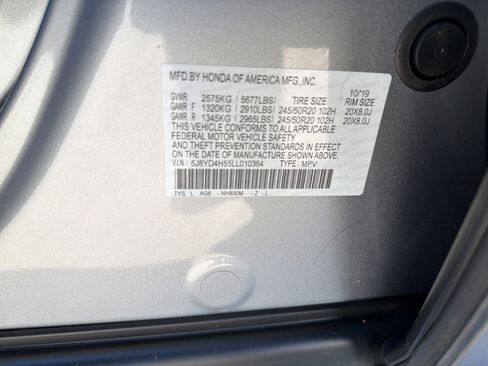 MFD.BY HONDA OF AMERICA MFG.,INC. 10/19
GVWR 2575KG (5677LBS) TIRE SIZE RIM SIZE
GAWR F 1320KG (2910LBS) 245/50R20 102H 20X8.0J
GAWR R 1345KG (2965LBS) 245/50R20 102H 20X8.0J
THIS VEHICLE CONFORMS TO ALL APPLICABLE FEDERAL
MOTOR VEHICLE SAFETY, BUMPER,
AND THEFT PREVENTION STANDARDS IN EFFECT ON
THE DATE OF MANUFACTURE SHOWN ABOVE.
V.I.N.: 5J8YD4H55LL010364 TYPE: MPV
TYS L AG6 - NH830M - Z - L